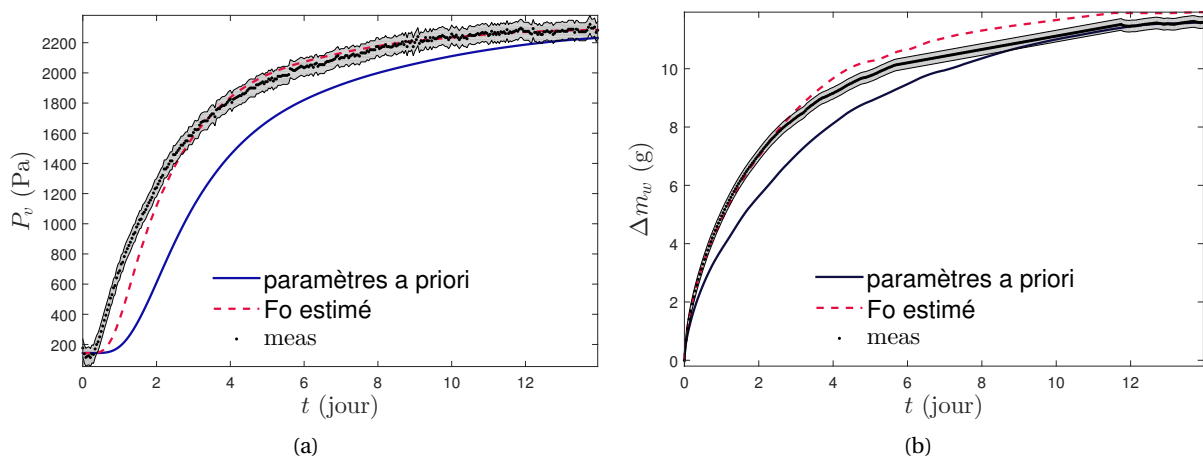 2200
2000
1800
1600
1400
1200
1000
800
600
400
200
P_v (Pa)
paramètres a priori
Fo estimé
meas
0 2 4 6 8 10 12
t (jour)
(a)
10
8
6
4
2
0
Δm_w (g)
paramètres a priori
Fo estimé
meas
0 2 4 6 8 10 12
t (jour)
(b)